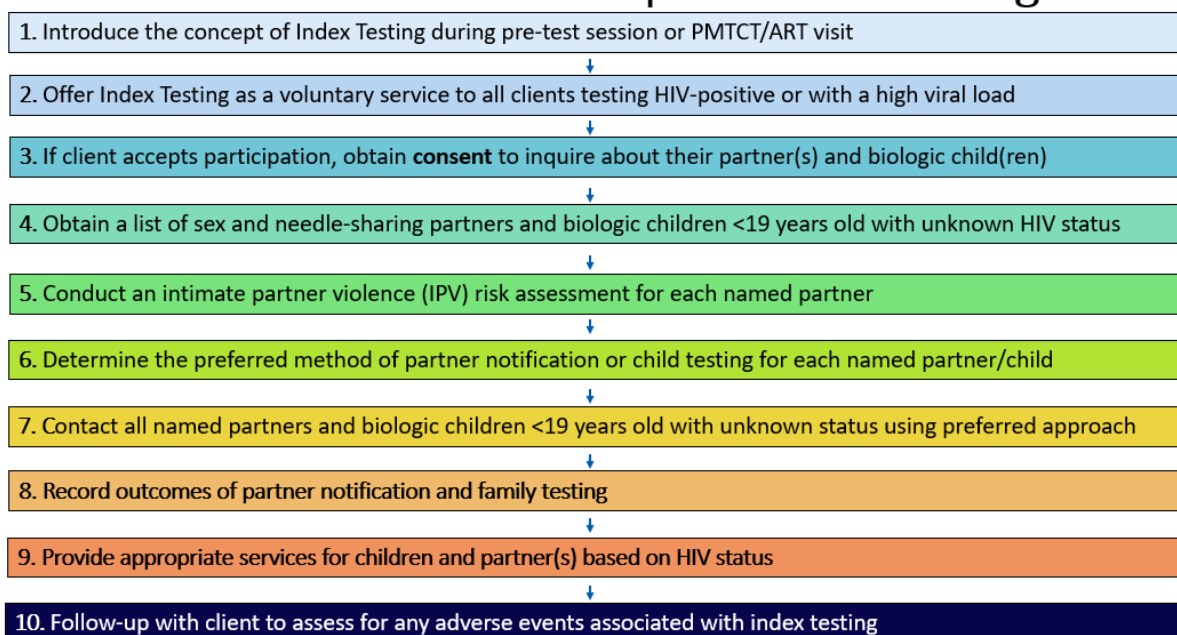 1. Introduce the concept of Index Testing during pre-test session or PMTCT/ART visit
2. Offer Index Testing as a voluntary service to all clients testing HIV-positive or with a high viral load
3. If client accepts participation, obtain consent to inquire about their partner(s) and biologic child(ren)
4. Obtain a list of sex and needle-sharing partners and biologic children <19 years old with unknown HIV status
5. Conduct an intimate partner violence (IPV) risk assessment for each named partner
6. Determine the preferred method of partner notification or child testing for each named partner/child
7. Contact all named partners and biologic children <19 years old with unknown status using preferred approach
8. Record outcomes of partner notification and family testing
9. Provide appropriate services for children and partner(s) based on HIV status
10. Follow-up with client to assess for any adverse events associated with index testing